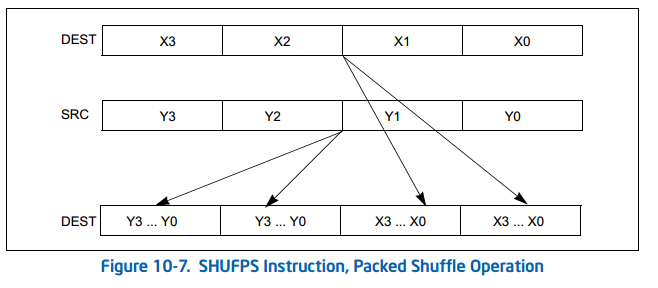 DEST X3 X2 X1 X0
SRC Y3 Y2 Y1 Y0
DEST Y3 ... Y0 Y3 ... Y0 X3 ... X0 X3 ... X0
Figure 10-7. SHUFPS Instruction, Packed Shuffle Operation